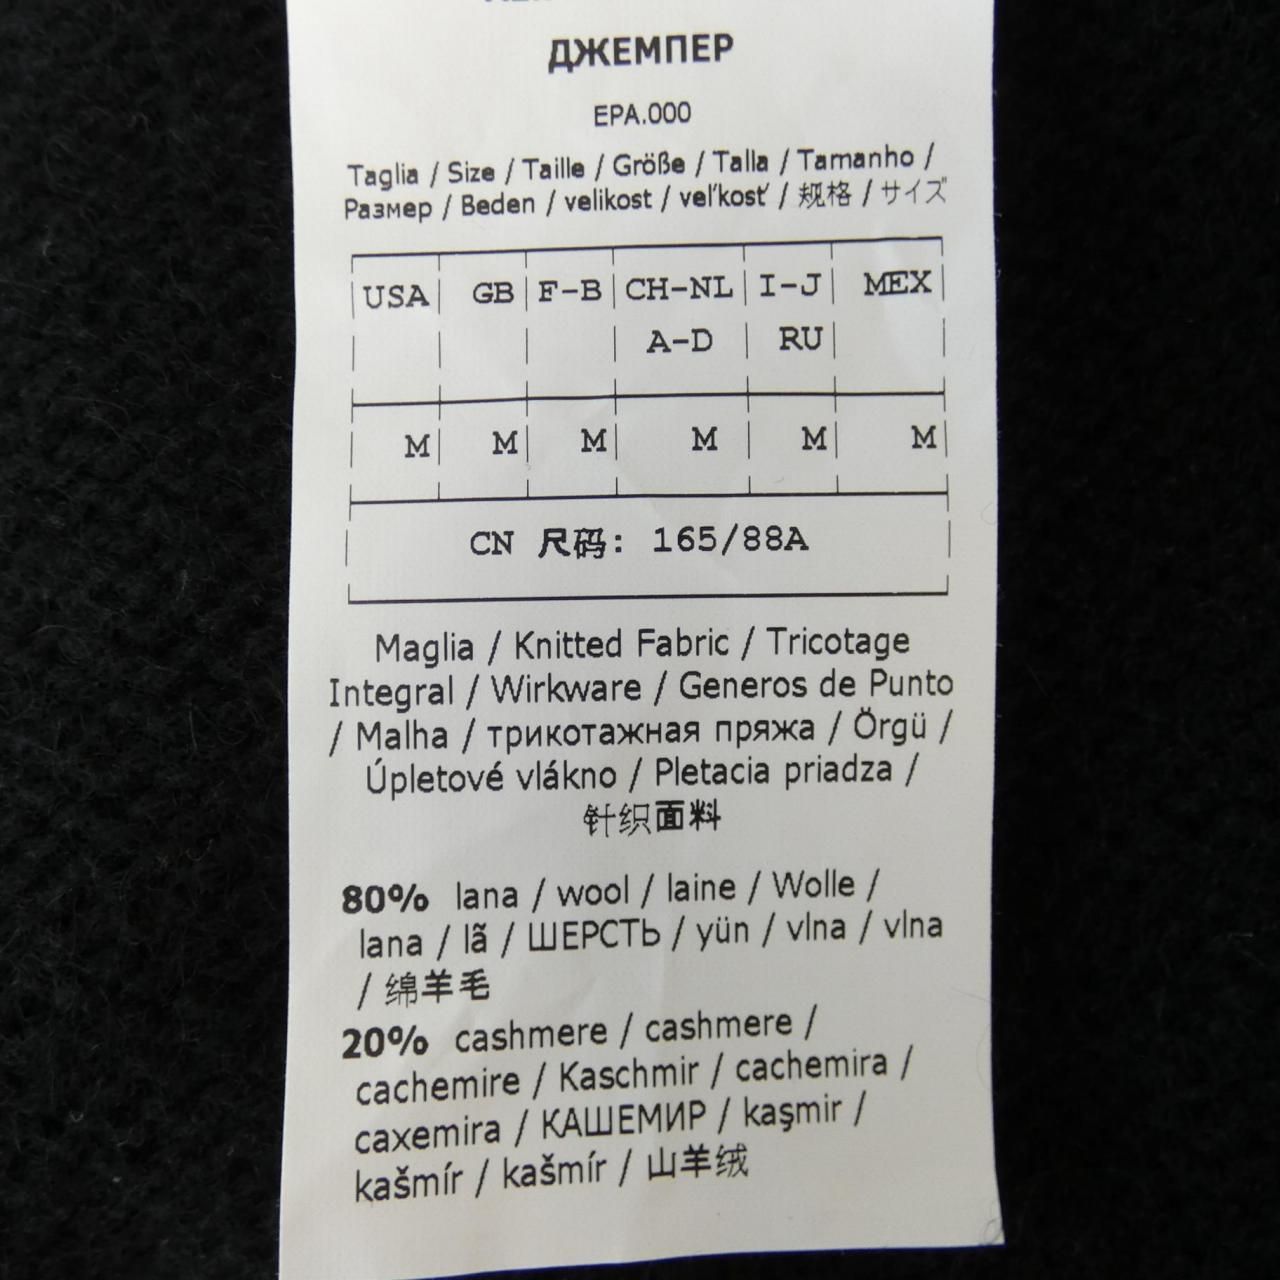 ДЖЕМПЕР
EPA.000
Taglia / Size / Taille / Größe / Talla / Tamanho /
Размер / Beden / velikost / veľkosť / 规格 / サイズ
USA GB F-B CH-NL I-J MEX
A-D RU
M M M M M M
CN 尺码: 165/88A
Maglia / Knitted Fabric / Tricotage
Integral / Wirkware / Generos de Punto
/ Malha / трикотажная пряжа / Örgü /
Úpletové vlákno / Pletacia priadza /
针织面料
80% lana / wool / laine / Wolle /
lana / lã / ШЕРСТЬ / yün / vlna / vlna
/ 绵羊毛
20% cashmere / cashmere /
cachemire / Kaschmir / cachemira /
caxemira / КАШЕМИР / kaşmir /
kašmír / kašmír / 山羊绒